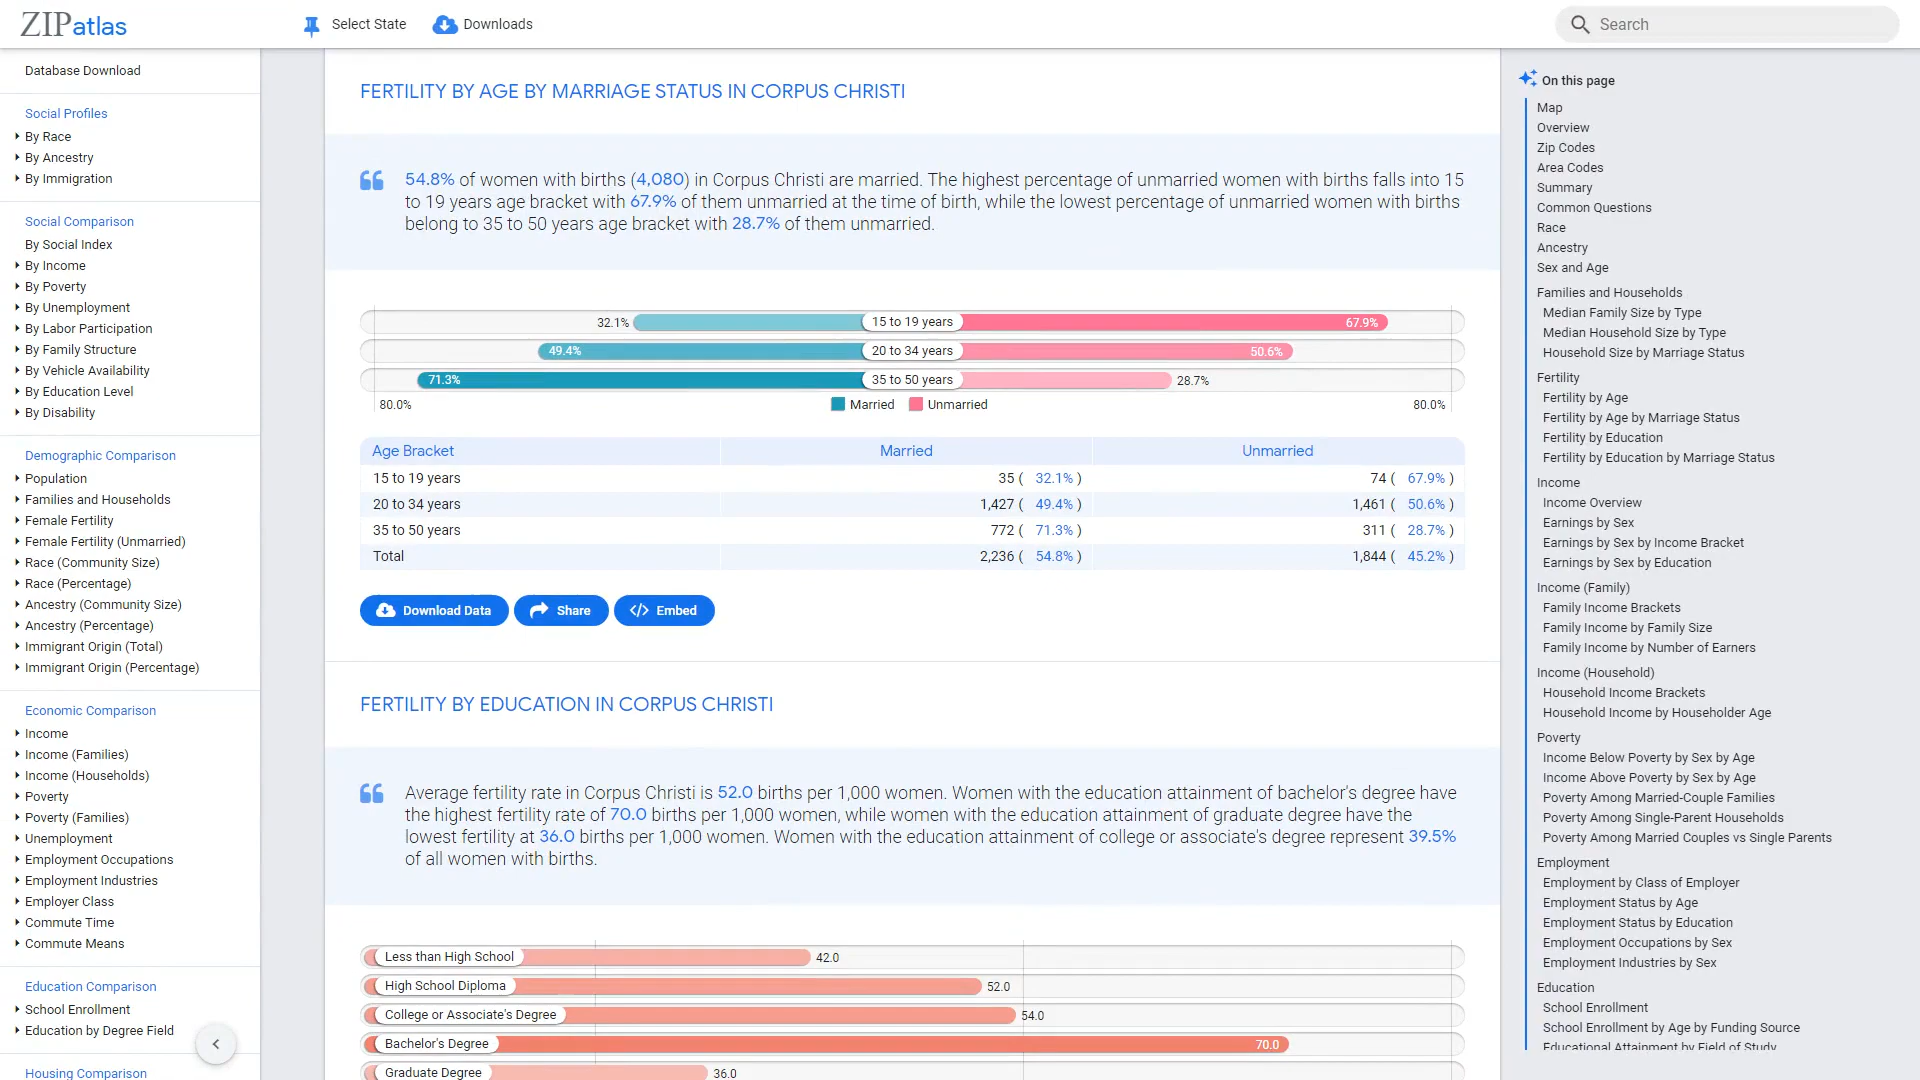 ZIPatlas
Select State
Downloads
Search
Database Download
Social Profiles
By Race
By Ancestry
By Immigration
Social Comparison
By Social Index
By Income
By Poverty
By Unemployment
By Labor Participation
By Family Structure
By Vehicle Availability
By Education Level
By Disability
Demographic Comparison
Population
Families and Households
Female Fertility
Female Fertility (Unmarried)
Race (Community Size)
Race (Percentage)
Ancestry (Community Size)
Ancestry (Percentage)
Immigrant Origin (Total)
Immigrant Origin (Percentage)
Economic Comparison
Income
Income (Families)
Income (Households)
Poverty
Poverty (Families)
Unemployment
Employment Occupations
Employment Industries
Employer Class
Commute Time
Commute Means
Education Comparison
School Enrollment
Education by Degree Field
Housing Comparison
FERTILITY BY AGE BY MARRIAGE STATUS IN CORPUS CHRISTI
54.8% of women with births (4,080) in Corpus Christi are married. The highest percentage of unmarried women with births falls into 15
to 19 years age bracket with 67.9% of them unmarried at the time of birth, while the lowest percentage of unmarried women with births
belong to 35 to 50 years age bracket with 28.7% of them unmarried.
32.1% 15 to 19 years 67.9%
49.4% 20 to 34 years 50.6%
71.3% 35 to 50 years 28.7%
80.0% Married Unmarried 80.0%
Age Bracket Married Unmarried
15 to 19 years 35 ( 32.1% ) 74 ( 67.9% )
20 to 34 years 1,427 ( 49.4% ) 1,461 ( 50.6% )
35 to 50 years 772 ( 71.3% ) 311 ( 28.7% )
Total 2,236 ( 54.8% ) 1,844 ( 45.2% )
Download Data Share Embed
FERTILITY BY EDUCATION IN CORPUS CHRISTI
Average fertility rate in Corpus Christi is 52.0 births per 1,000 women. Women with the education attainment of bachelor's degree have
the highest fertility rate of 70.0 births per 1,000 women, while women with the education attainment of graduate degree have the
lowest fertility at 36.0 births per 1,000 women. Women with the education attainment of college or associate's degree represent 39.5%
of all women with births.
Less than High School 42.0
High School Diploma 52.0
College or Associate's Degree 54.0
Bachelor's Degree 70.0
Graduate Degree 36.0
On this page
Map
Overview
Zip Codes
Area Codes
Summary
Common Questions
Race
Ancestry
Sex and Age
Families and Households
Median Family Size by Type
Median Household Size by Type
Household Size by Marriage Status
Fertility
Fertility by Age
Fertility by Age by Marriage Status
Fertility by Education
Fertility by Education by Marriage Status
Income
Income Overview
Earnings by Sex
Earnings by Sex by Income Bracket
Earnings by Sex by Education
Income (Family)
Family Income Brackets
Family Income by Family Size
Family Income by Number of Earners
Income (Household)
Household Income Brackets
Household Income by Householder Age
Poverty
Income Below Poverty by Sex by Age
Income Above Poverty by Sex by Age
Poverty Among Married-Couple Families
Poverty Among Single-Parent Households
Poverty Among Married Couples vs Single Parents
Employment
Employment by Class of Employer
Employment Status by Age
Employment Status by Education
Employment Occupations by Sex
Employment Industries by Sex
Education
School Enrollment
School Enrollment by Age by Funding Source
Educational Attainment by Field of Study